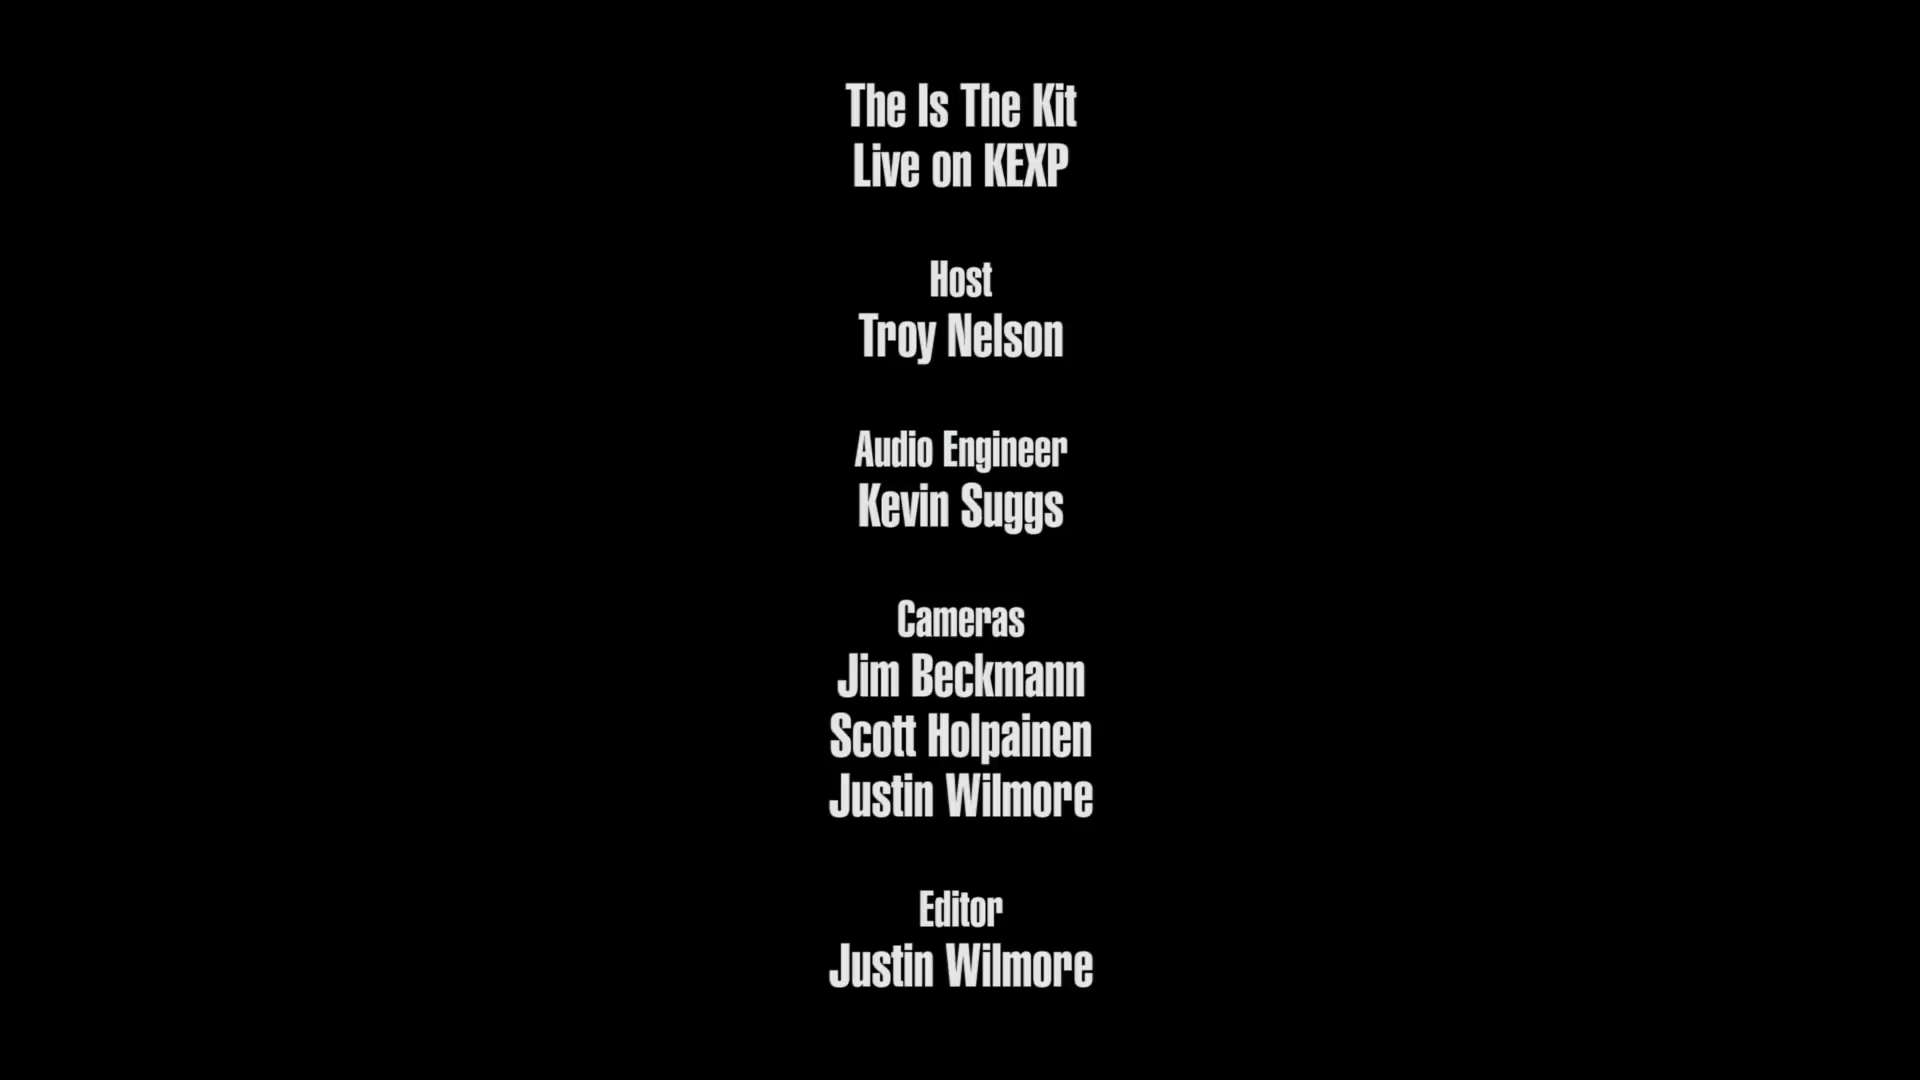 The Is The Kit
Live on KEXP
Host
Troy Nelson
Audio Engineer
Kevin Suggs
Cameras
Jim Beckmann
Scott Holpainen
Justin Wilmore
Editor
Justin Wilmore